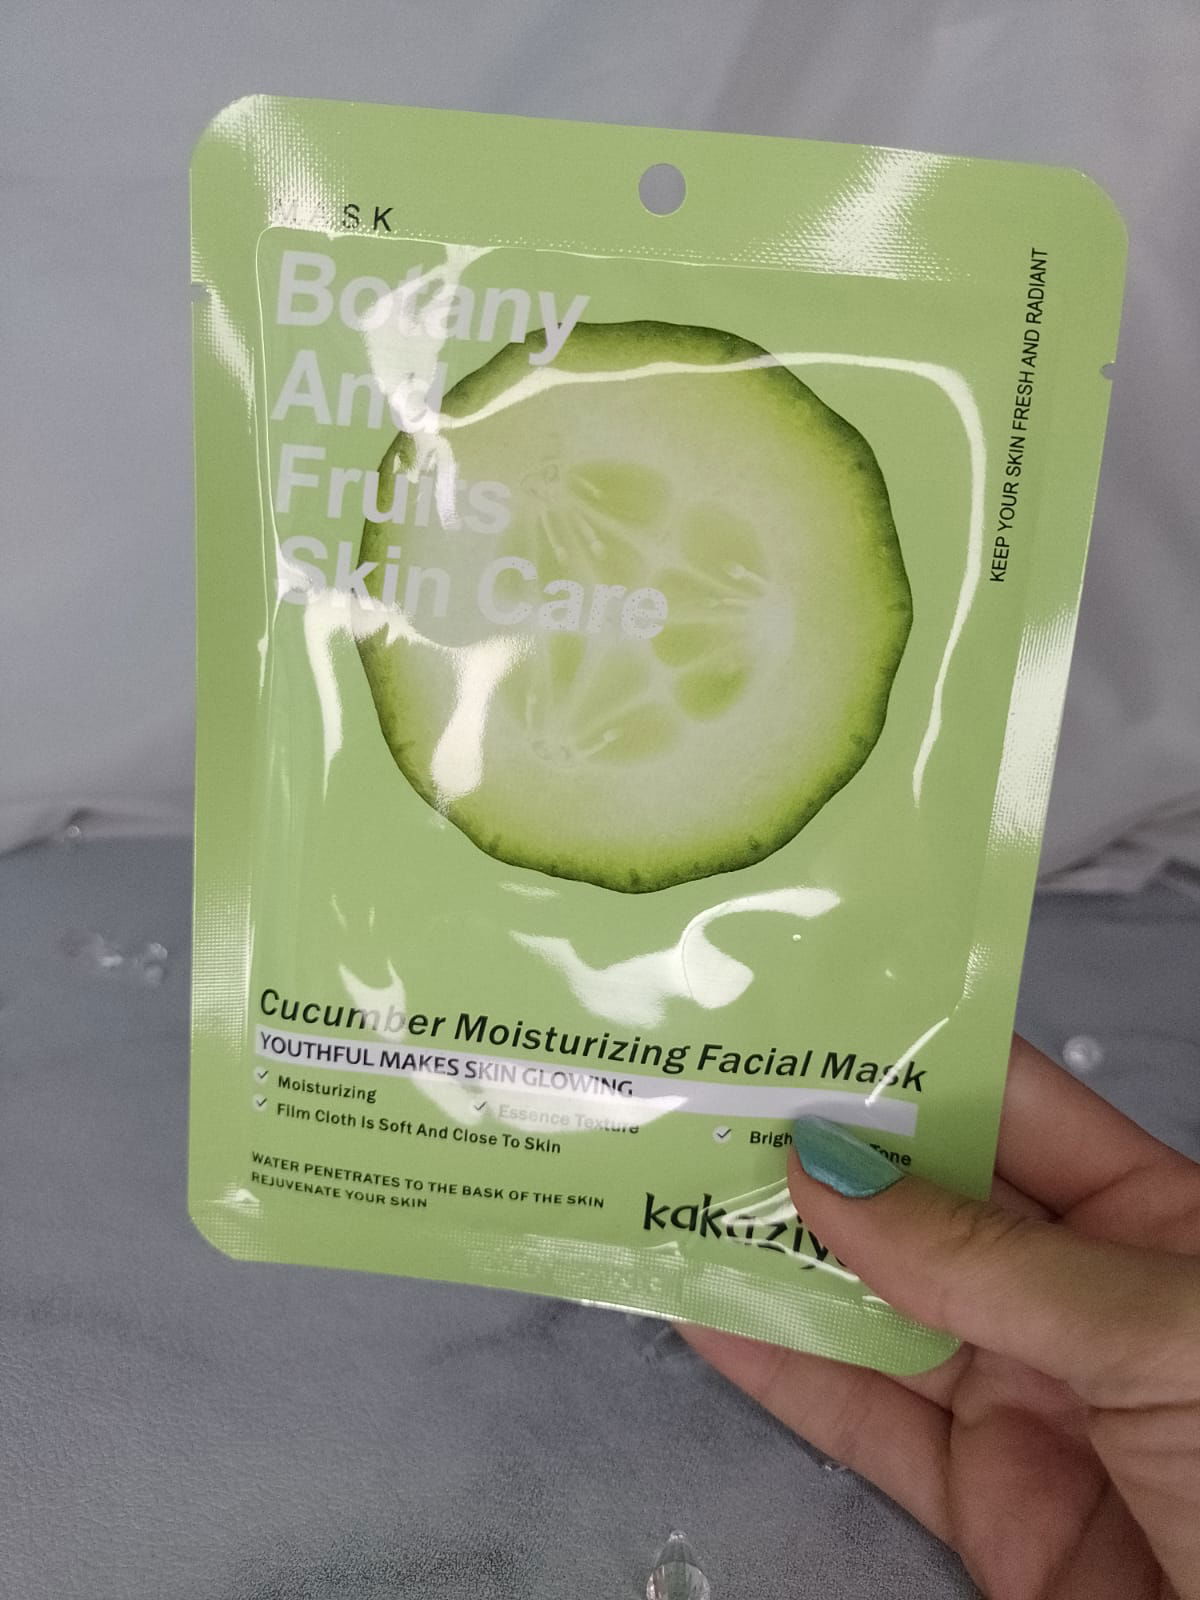 MASK
Botany
And
Fruits
Skin Care
KEEP YOUR SKIN FRESH AND RADIANT
Cucumber Moisturizing Facial Mask
YOUTHFUL MAKES SKIN GLOWING
Moisturizing
Essence Texture
Film Cloth Is Soft And Close To Skin
WATER PENETRATES TO THE BASK OF THE SKIN
REJUVENATE YOUR SKIN